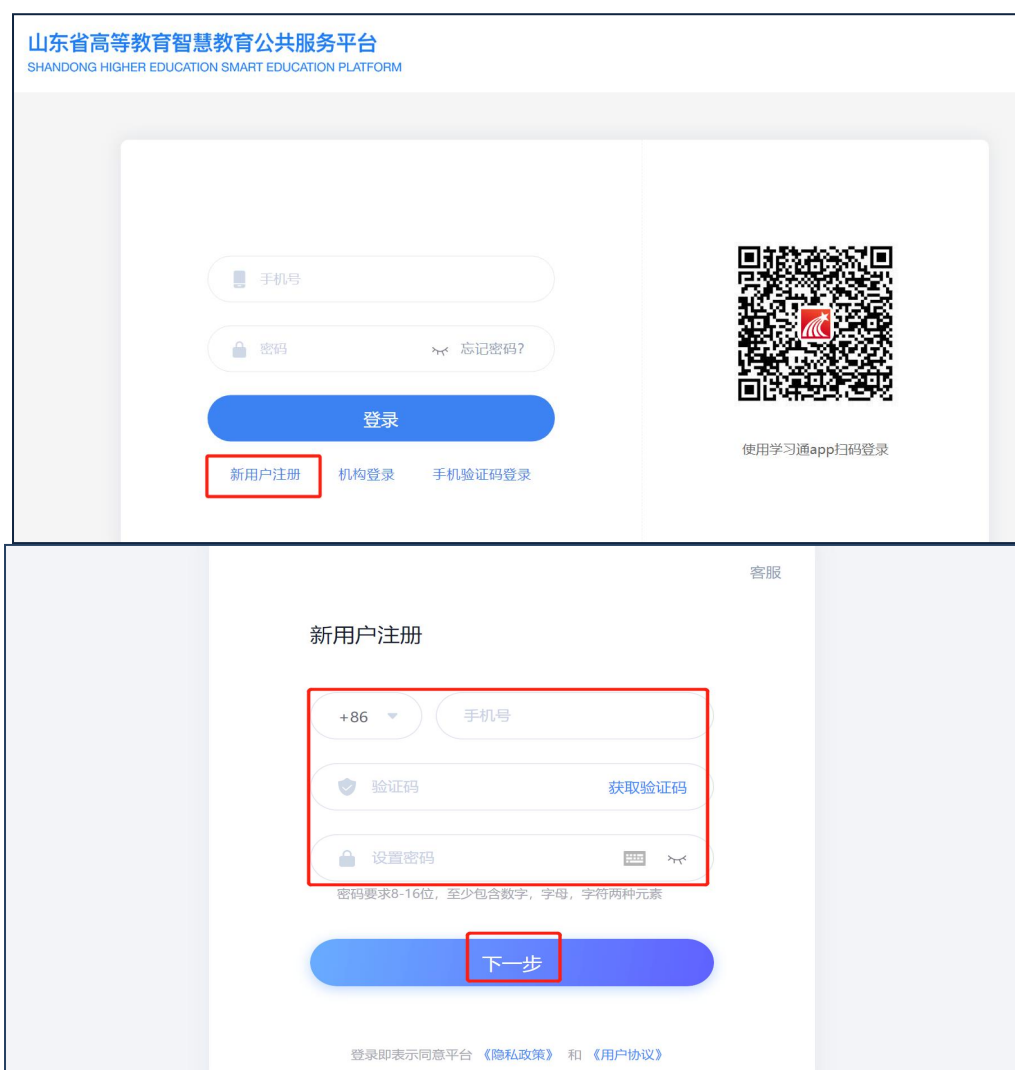 山东省高等教育智慧教育公共服务平台
SHANDONG HIGHER EDUCATION SMART EDUCATION PLATFORM
手机号
密码 忘记密码?
登录
新用户注册 机构登录 手机验证码登录
使用学习通app扫码登录
客服
新用户注册
+86 手机号
验证码 获取验证码
设置密码
密码要求8-16位，至少包含数字，字母，字符两种元素
下一步
登录即表示同意平台 《隐私政策》 和 《用户协议》